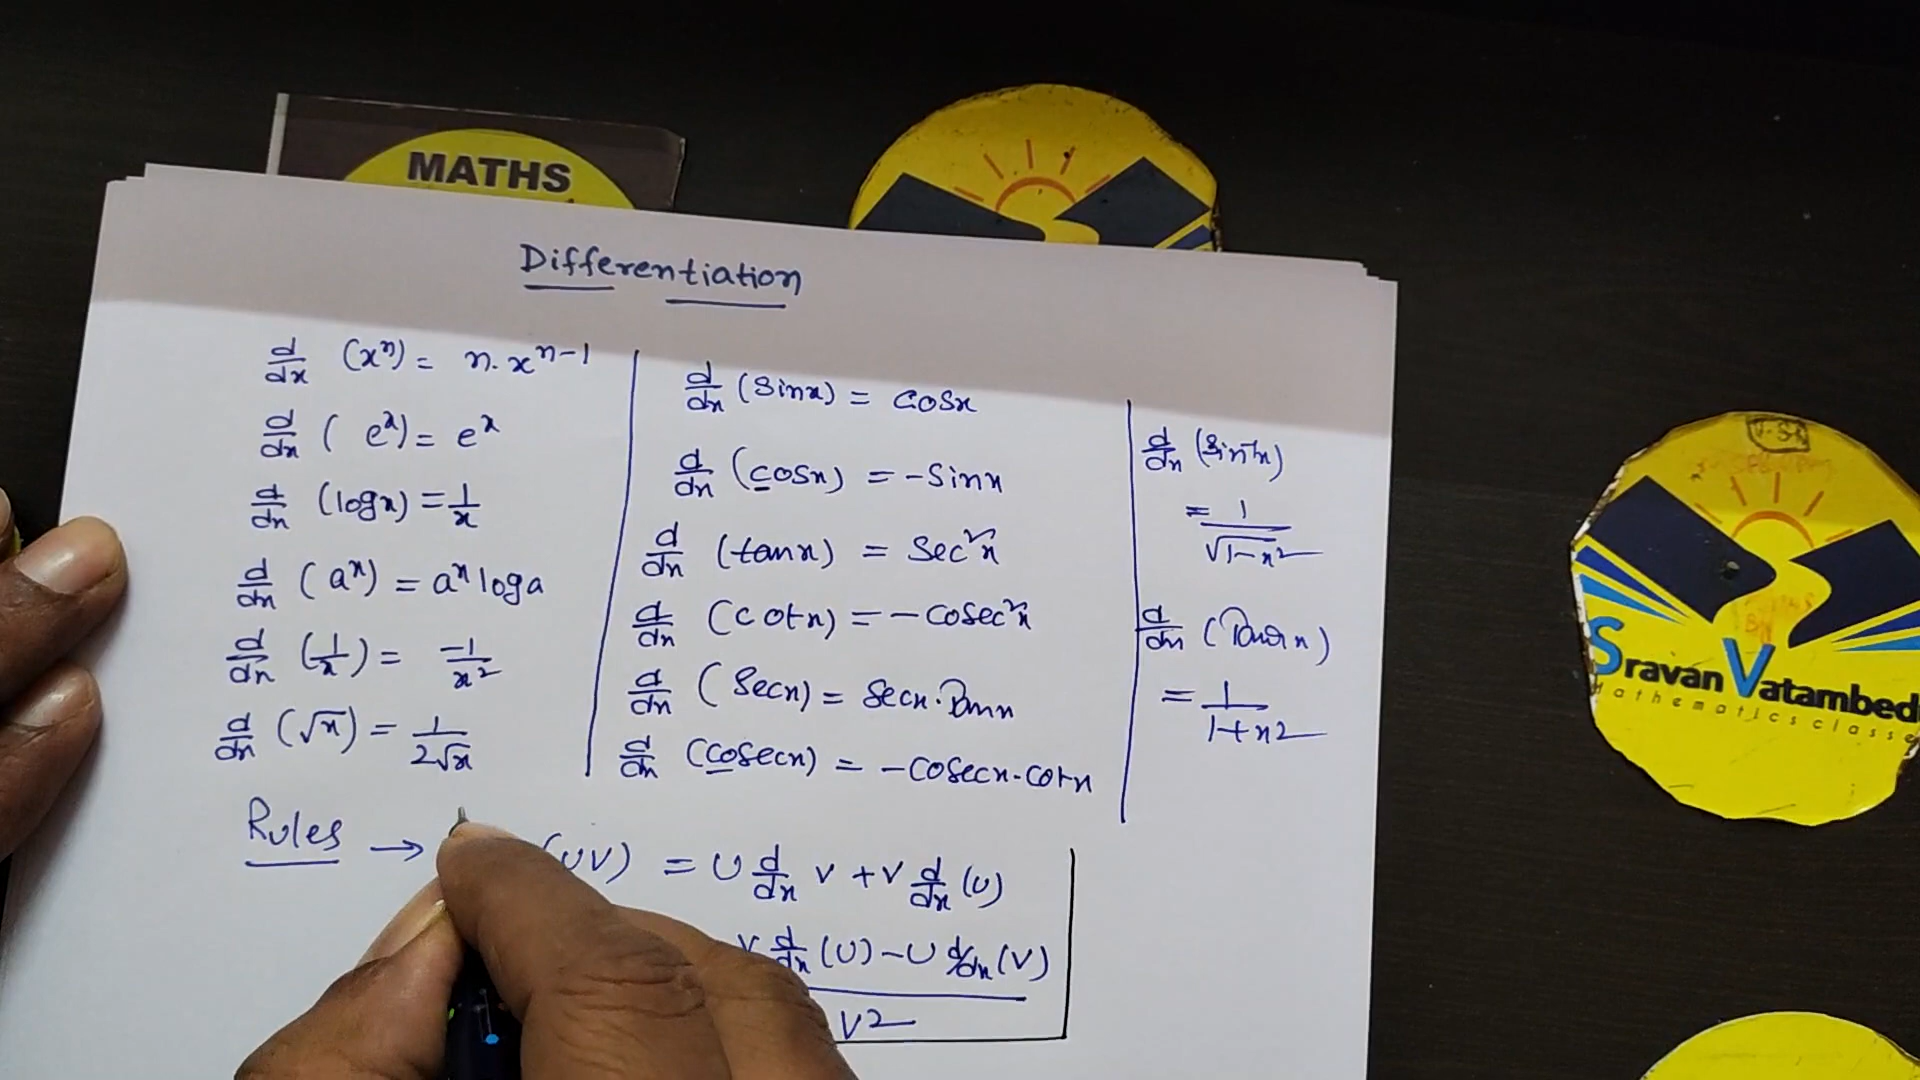 MATHS
Differentiation
d/dx (xⁿ) = n.xⁿ⁻¹
d/dx (eˣ) = eˣ
d/dx (logx) = 1/x
d/dx (aˣ) = aˣ loga
d/dx (1/x) = -1/x²
d/dx (√x) = 1/2√x
d/dx (Sinx) = cosx
d/dx (cosx) = -Sinx
d/dx (tanx) = Sec²x
d/dx (cotx) = -cosec²x
d/dx (Secx) = Secx.Tanx
d/dx (cosecx) = -cosecx.cotx
d/dx (Sin⁻¹x)
= 1/√1-x²
d/dx (Tan⁻¹x)
= 1/1+x²
Rules → (UV) = U d/dx V + V d/dx (U)
V d/dx (U) - U d/dx (V)
V²
Sravan Vatambed
Mathematics classe